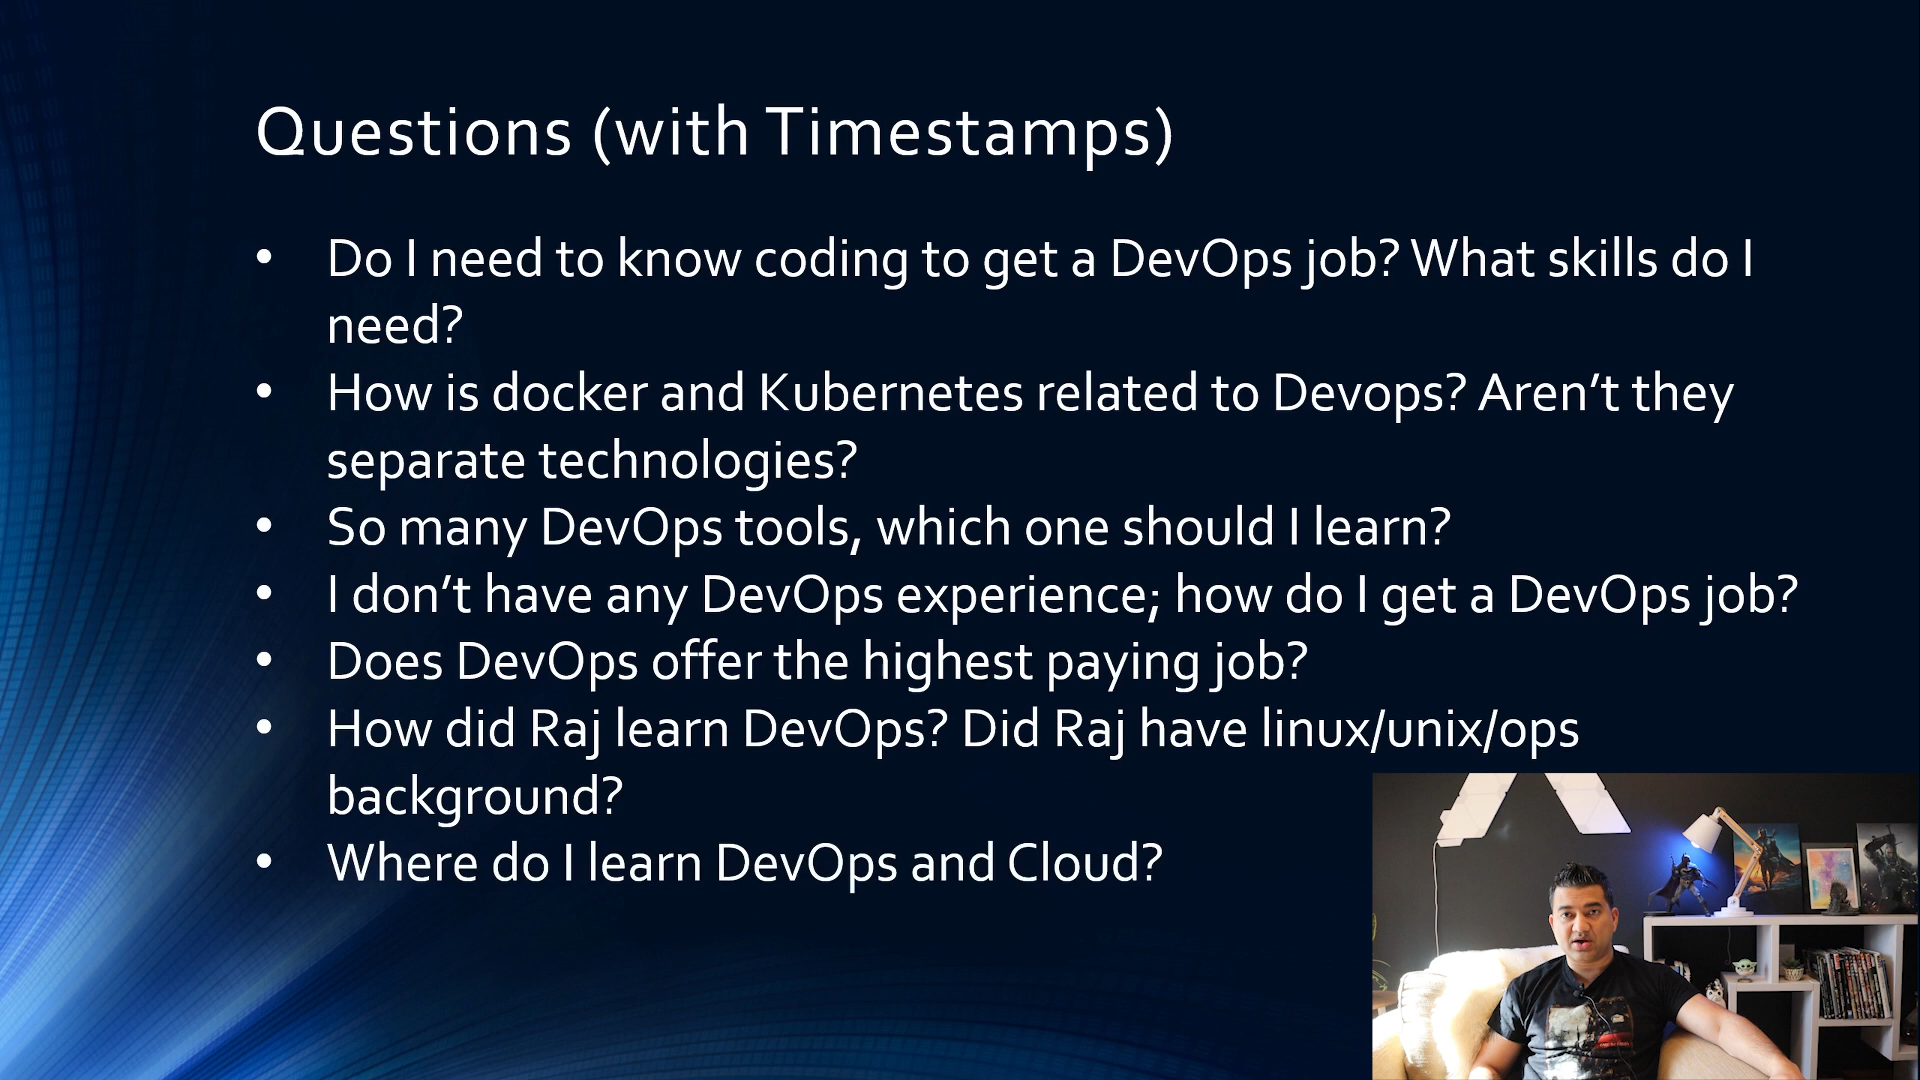 Questions (with Timestamps)
• Do I need to know coding to get a DevOps job? What skills do I
need?
• How is docker and Kubernetes related to Devops? Aren’t they
separate technologies?
• So many DevOps tools, which one should I learn?
• I don’t have any DevOps experience; how do I get a DevOps job?
• Does DevOps offer the highest paying job?
• How did Raj learn DevOps? Did Raj have linux/unix/ops
background?
• Where do I learn DevOps and Cloud?